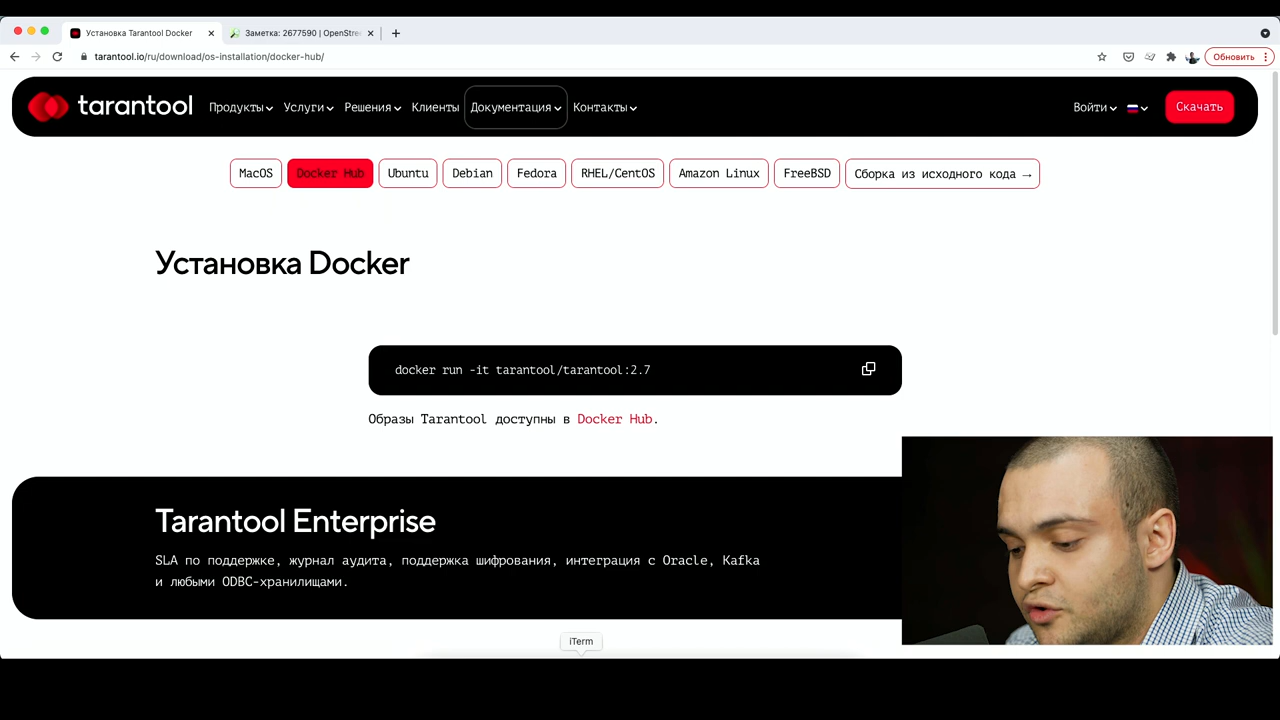 Установка Tarantool Docker
Заметка: 2677590 | OpenStre
tarantool.io/ru/download/os-installation/docker-hub/
Обновить
tarantool
Продукты
Услуги
Решения
Клиенты
Документация
Контакты
Войти
Скачать
MacOS
Docker Hub
Ubuntu
Debian
Fedora
RHEL/CentOS
Amazon Linux
FreeBSD
Сборка из исходного кода →
Установка Docker
docker run -it tarantool/tarantool:2.7
Образы Tarantool доступны в Docker Hub.
Tarantool Enterprise
SLA по поддержке, журнал аудита, поддержка шифрования, интеграция с Oracle, Kafka
и любыми ODBC-хранилищами.
iTerm